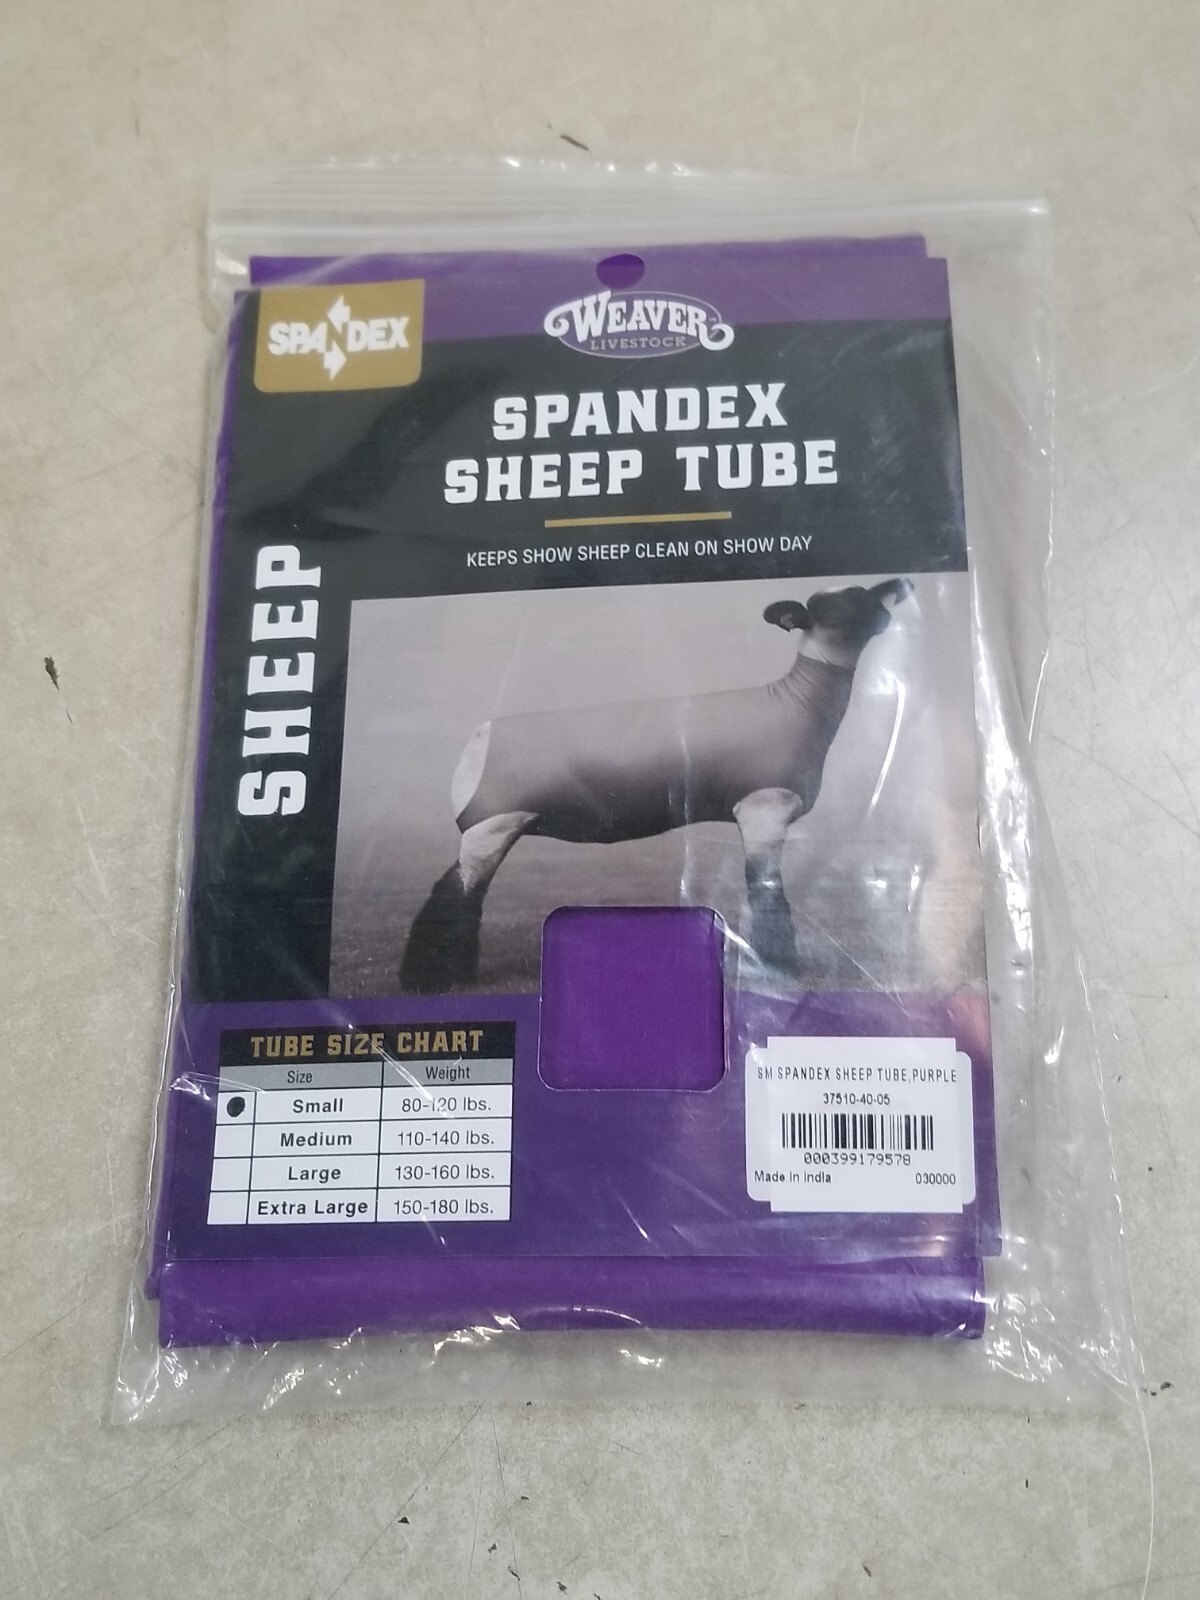 SPANDEX
WEAVER
LIVESTOCK
SPANDEX
SHEEP TUBE
KEEPS SHOW SHEEP CLEAN ON SHOW DAY
SHEEP
TUBE SIZE CHART
Size Weight
Small 80-120 lbs.
Medium 110-140 lbs.
Large 130-160 lbs.
Extra Large 150-180 lbs.
SM SPANDEX SHEEP TUBE,PURPLE
37510-40-05
000399179578
Made in India 030000